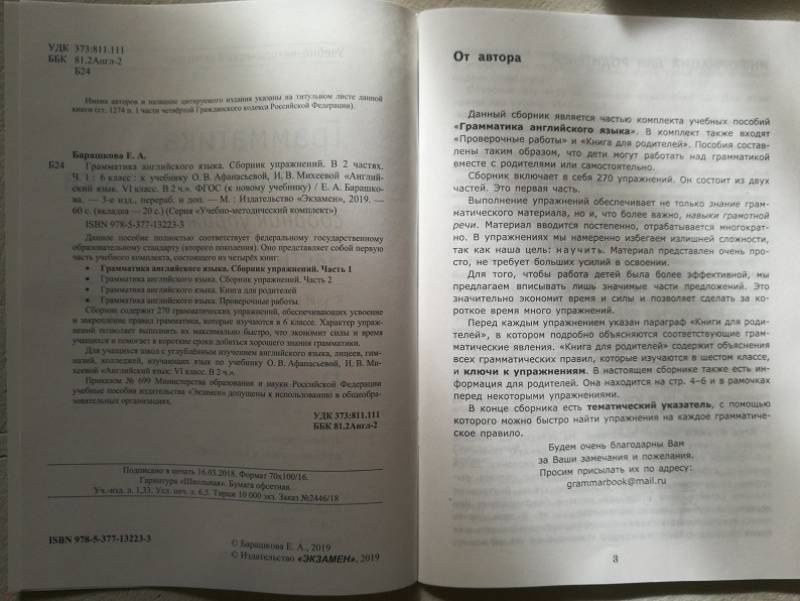 УДК 373:811.111
ББК 81.2Англ-2
Б24
Имена авторов и название цитируемого издания указаны на титульном листе данной
книги (ст. 1274 п. 1 части четвёртой Гражданского кодекса Российской Федерации).
Барашкова Е. А.
Б24 Грамматика английского языка. Сборник упражнений. В 2 частях.
Ч. 1 : 6 класс : к учебнику О. В. Афанасьевой, И. В. Михеевой «Англий-
ский язык. VI класс. В 2 ч.». ФГОС (к новому учебнику) / Е. А. Барашко-
ва. — 3-е изд., перераб. и доп. — М. : Издательство «Экзамен», 2019. —
60 с. (вкладка — 20 с.) (Серия «Учебно-методический комплект»)
ISBN 978-5-377-13223-3
Данное пособие полностью соответствует федеральному государственному
образовательному стандарту (второго поколения). Оно представляет собой первую
часть учебного комплекта, состоящего из четырёх книг:
• Грамматика английского языка. Сборник упражнений. Часть 1
• Грамматика английского языка. Сборник упражнений. Часть 2
• Грамматика английского языка. Книга для родителей
• Грамматика английского языка. Проверочные работы.
Сборник содержит 270 грамматических упражнений, обеспечивающих усвоение
и закрепление правил грамматики, которые изучаются в 6 классе. Характер упраж-
нений позволяет выполнить их максимально быстро, что экономит силы и время
учащихся и помогает в короткие сроки добиться хорошего знания грамматики.
Для учащихся школ с углублённым изучением английского языка, лицеев, гим-
назий, колледжей, изучающих язык по учебнику О. В. Афанасьевой, И. В. Ми-
хеевой «Английский язык: VI класс. В 2 ч.».
Приказом № 699 Министерства образования и науки Российской Федерации
учебные пособия издательства «Экзамен» допущены к использованию в общеобра-
зовательных организациях.
УДК 373:811.111
ББК 81.2Англ-2
Подписано в печать 16.03.2018. Формат 70x100/16.
Гарнитура «Школьная». Бумага офсетная.
Уч.-изд. л. 1,33. Усл. печ. л. 6,5. Тираж 10 000 экз. Заказ №2446/18
ISBN 978-5-377-13223-3
© Барашкова Е. А., 2019
© Издательство «ЭКЗАМЕН», 2019
От автора
Данный сборник является частью комплекта учебных пособий
«Грамматика английского языка». В комплект также входят
«Проверочные работы» и «Книга для родителей». Пособия составле-
ны таким образом, что дети могут работать над грамматикой
вместе с родителями или самостоятельно.
Сборник включает в себя 270 упражнений. Он состоит из двух
частей. Это первая часть.
Выполнение упражнений обеспечивает не только знание грам-
матического материала, но и, что более важно, навыки грамотной
речи. Материал вводится постепенно, отрабатывается многократ-
но. В упражнениях мы намеренно избегаем излишней сложности,
так как наша цель: научить. Материал представлен очень про-
сто, не требует больших усилий в освоении.
Для того, чтобы работа детей была более эффективной, мы
предлагаем вписывать лишь значимые части предложений. Это
значительно экономит время и силы и позволяет сделать за ко-
роткое время много упражнений.
Перед каждым упражнением указан параграф «Книги для роди-
телей», в котором подробно объясняются соответствующие грам-
матические явления. «Книга для родителей» содержит объяснения
всех грамматических правил, которые изучаются в шестом классе,
и ключи к упражнениям. В настоящем сборнике также есть ин-
формация для родителей. Она находится на стр. 4–6 и в рамочках
перед некоторыми упражнениями.
В конце сборника есть тематический указатель, с помощью
которого можно быстро найти упражнения на каждое грамматиче-
ское правило.
Будем очень благодарны Вам
за Ваши замечания и пожелания.
Просим присылать их по адресу:
grammarbook@mail.ru
3